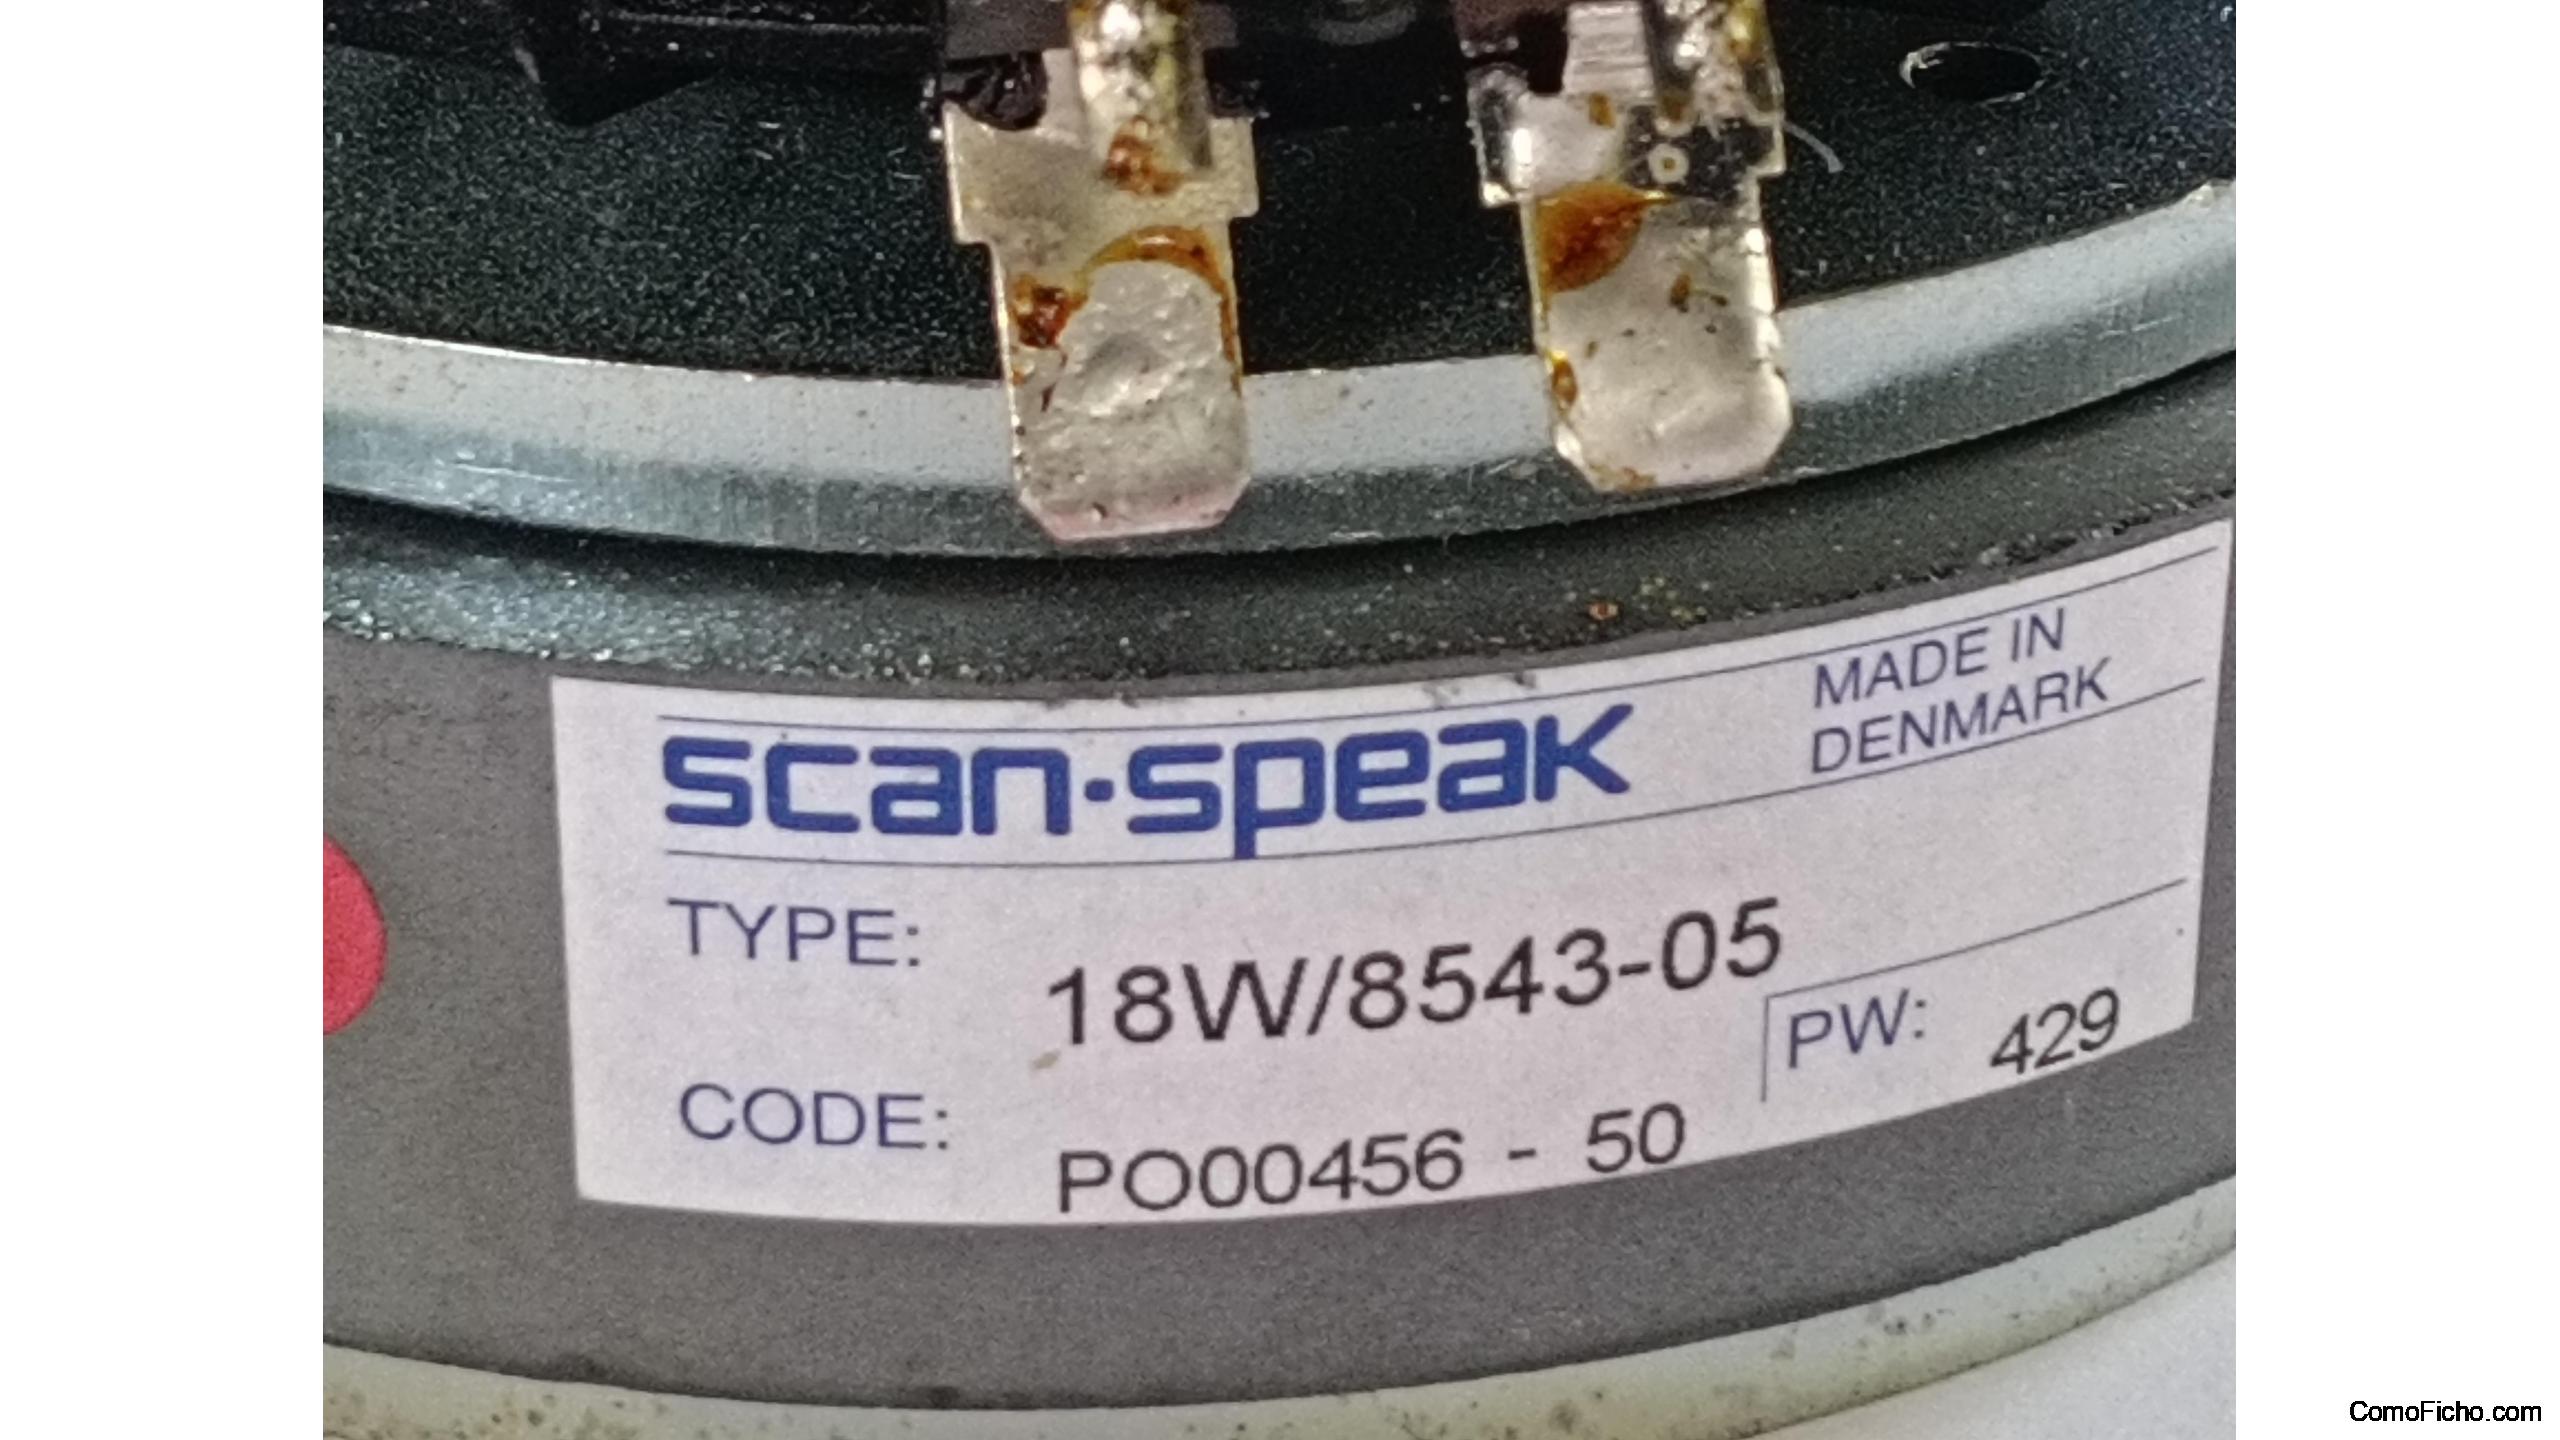 scan·speak
MADE IN
DENMARK
TYPE: 18W/8543-05
PW: 429
CODE: PO00456 - 50
ComoFicho.com